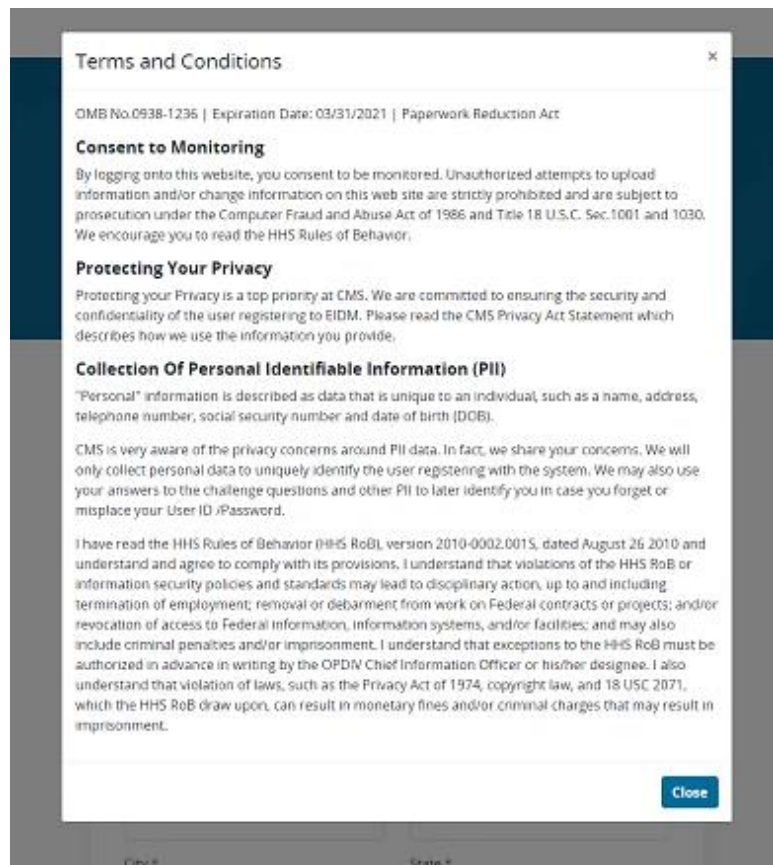 Terms and Conditions
×
OMB No.0938-1236 | Expiration Date: 03/31/2021 | Paperwork Reduction Act
Consent to Monitoring
By logging onto this website, you consent to be monitored. Unauthorized attempts to upload
information and/or change information on this web site are strictly prohibited and are subject to
prosecution under the Computer Fraud and Abuse Act of 1986 and Title 18 U.S.C. Sec.1001 and 1030.
We encourage you to read the HHS Rules of Behavior.
Protecting Your Privacy
Protecting your Privacy is a top priority at CMS. We are committed to ensuring the security and
confidentiality of the user registering to EIDM. Please read the CMS Privacy Act Statement which
describes how we use the information you provide.
Collection Of Personal Identifiable Information (PII)
"Personal" information is described as data that is unique to an individual, such as a name, address,
telephone number, social security number and date of birth (DOB).
CMS is very aware of the privacy concerns around PII data. In fact, we share your concerns. We will
only collect personal data to uniquely identify the user registering with the system. We may also use
your answers to the challenge questions and other PII to later identify you in case you forget or
misplace your User ID /Password.
I have read the HHS Rules of Behavior (HHS RoB), version 2010-0002.001S, dated August 26 2010 and
understand and agree to comply with its provisions. I understand that violations of the HHS RoB or
information security policies and standards may lead to disciplinary action, up to and including
termination of employment; removal or debarment from work on Federal contracts or projects; and/or
revocation of access to Federal information, information systems, and/or facilities; and may also
include criminal penalties and/or imprisonment. I understand that exceptions to the HHS RoB must be
authorized in advance in writing by the OPDIV Chief Information Officer or his/her designee. I also
understand that violation of laws, such as the Privacy Act of 1974, copyright law, and 18 USC 2071,
which the HHS RoB draw upon, can result in monetary fines and/or criminal charges that may result in
imprisonment.
Close
City * State *